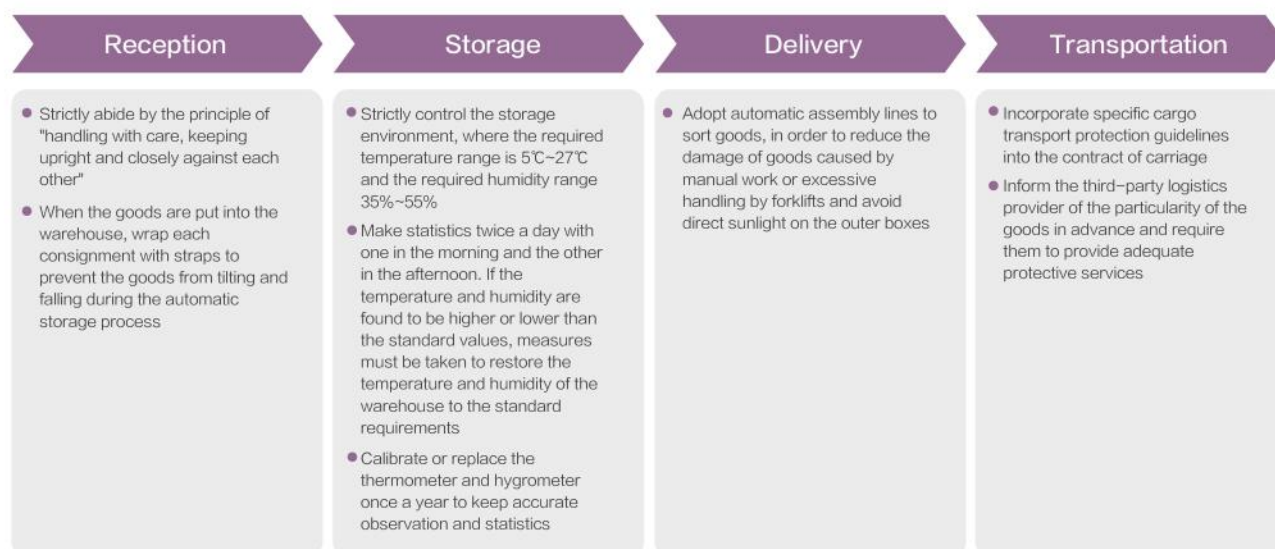 Reception
Strictly abide by the principle of
"handling with care, keeping
upright and closely against each
other"
When the goods are put into the
warehouse, wrap each
consignment with straps to
prevent the goods from tilting and
falling during the automatic
storage process
Storage
Strictly control the storage
environment, where the required
temperature range is 5℃~27℃
and the required humidity range
35%~55%
Make statistics twice a day with
one in the morning and the other
in the afternoon. If the
temperature and humidity are
found to be higher or lower than
the standard values, measures
must be taken to restore the
temperature and humidity of the
warehouse to the standard
requirements
Calibrate or replace the
thermometer and hygrometer
once a year to keep accurate
observation and statistics
Delivery
Adopt automatic assembly lines to
sort goods, in order to reduce the
damage of goods caused by
manual work or excessive
handling by forklifts and avoid
direct sunlight on the outer boxes
Transportation
Incorporate specific cargo
transport protection guidelines
into the contract of carriage
Inform the third-party logistics
provider of the particularity of the
goods in advance and require
them to provide adequate
protective services